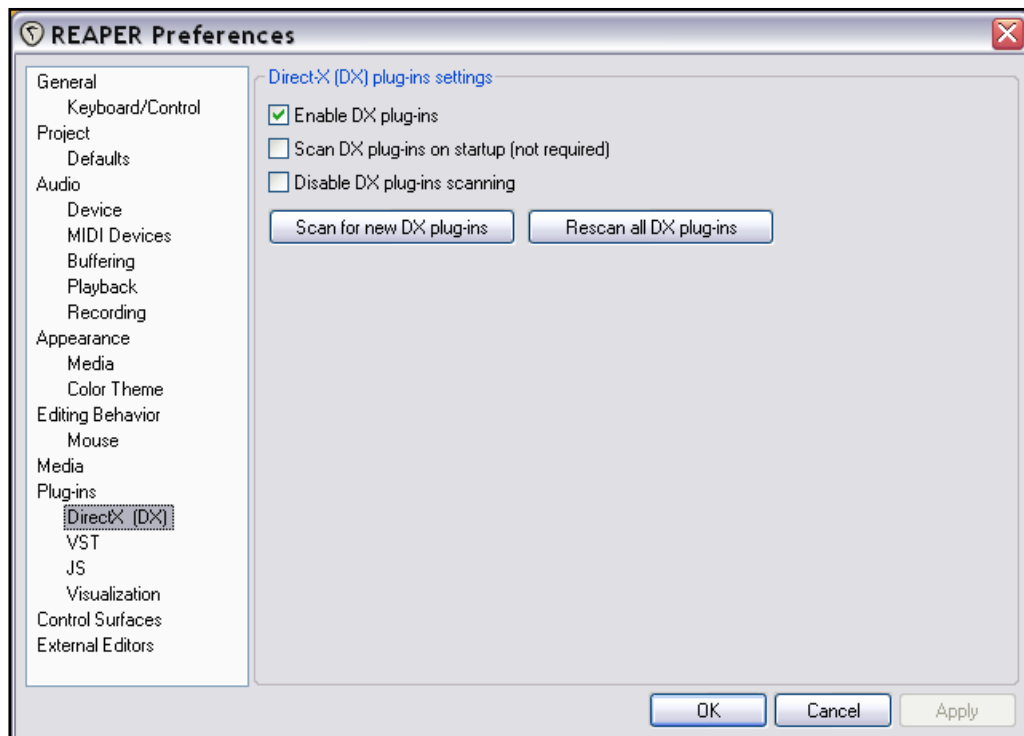 REAPER Preferences
General
Keyboard/Control
Project
Defaults
Audio
Device
MIDI Devices
Buffering
Playback
Recording
Appearance
Media
Color Theme
Editing Behavior
Mouse
Media
Plug-ins
DirectX (DX)
VST
JS
Visualization
Control Surfaces
External Editors
Direct-X (DX) plug-ins settings
Enable DX plug-ins
Scan DX plug-ins on startup (not required)
Disable DX plug-ins scanning
Scan for new DX plug-ins
Rescan all DX plug-ins
OK
Cancel
Apply